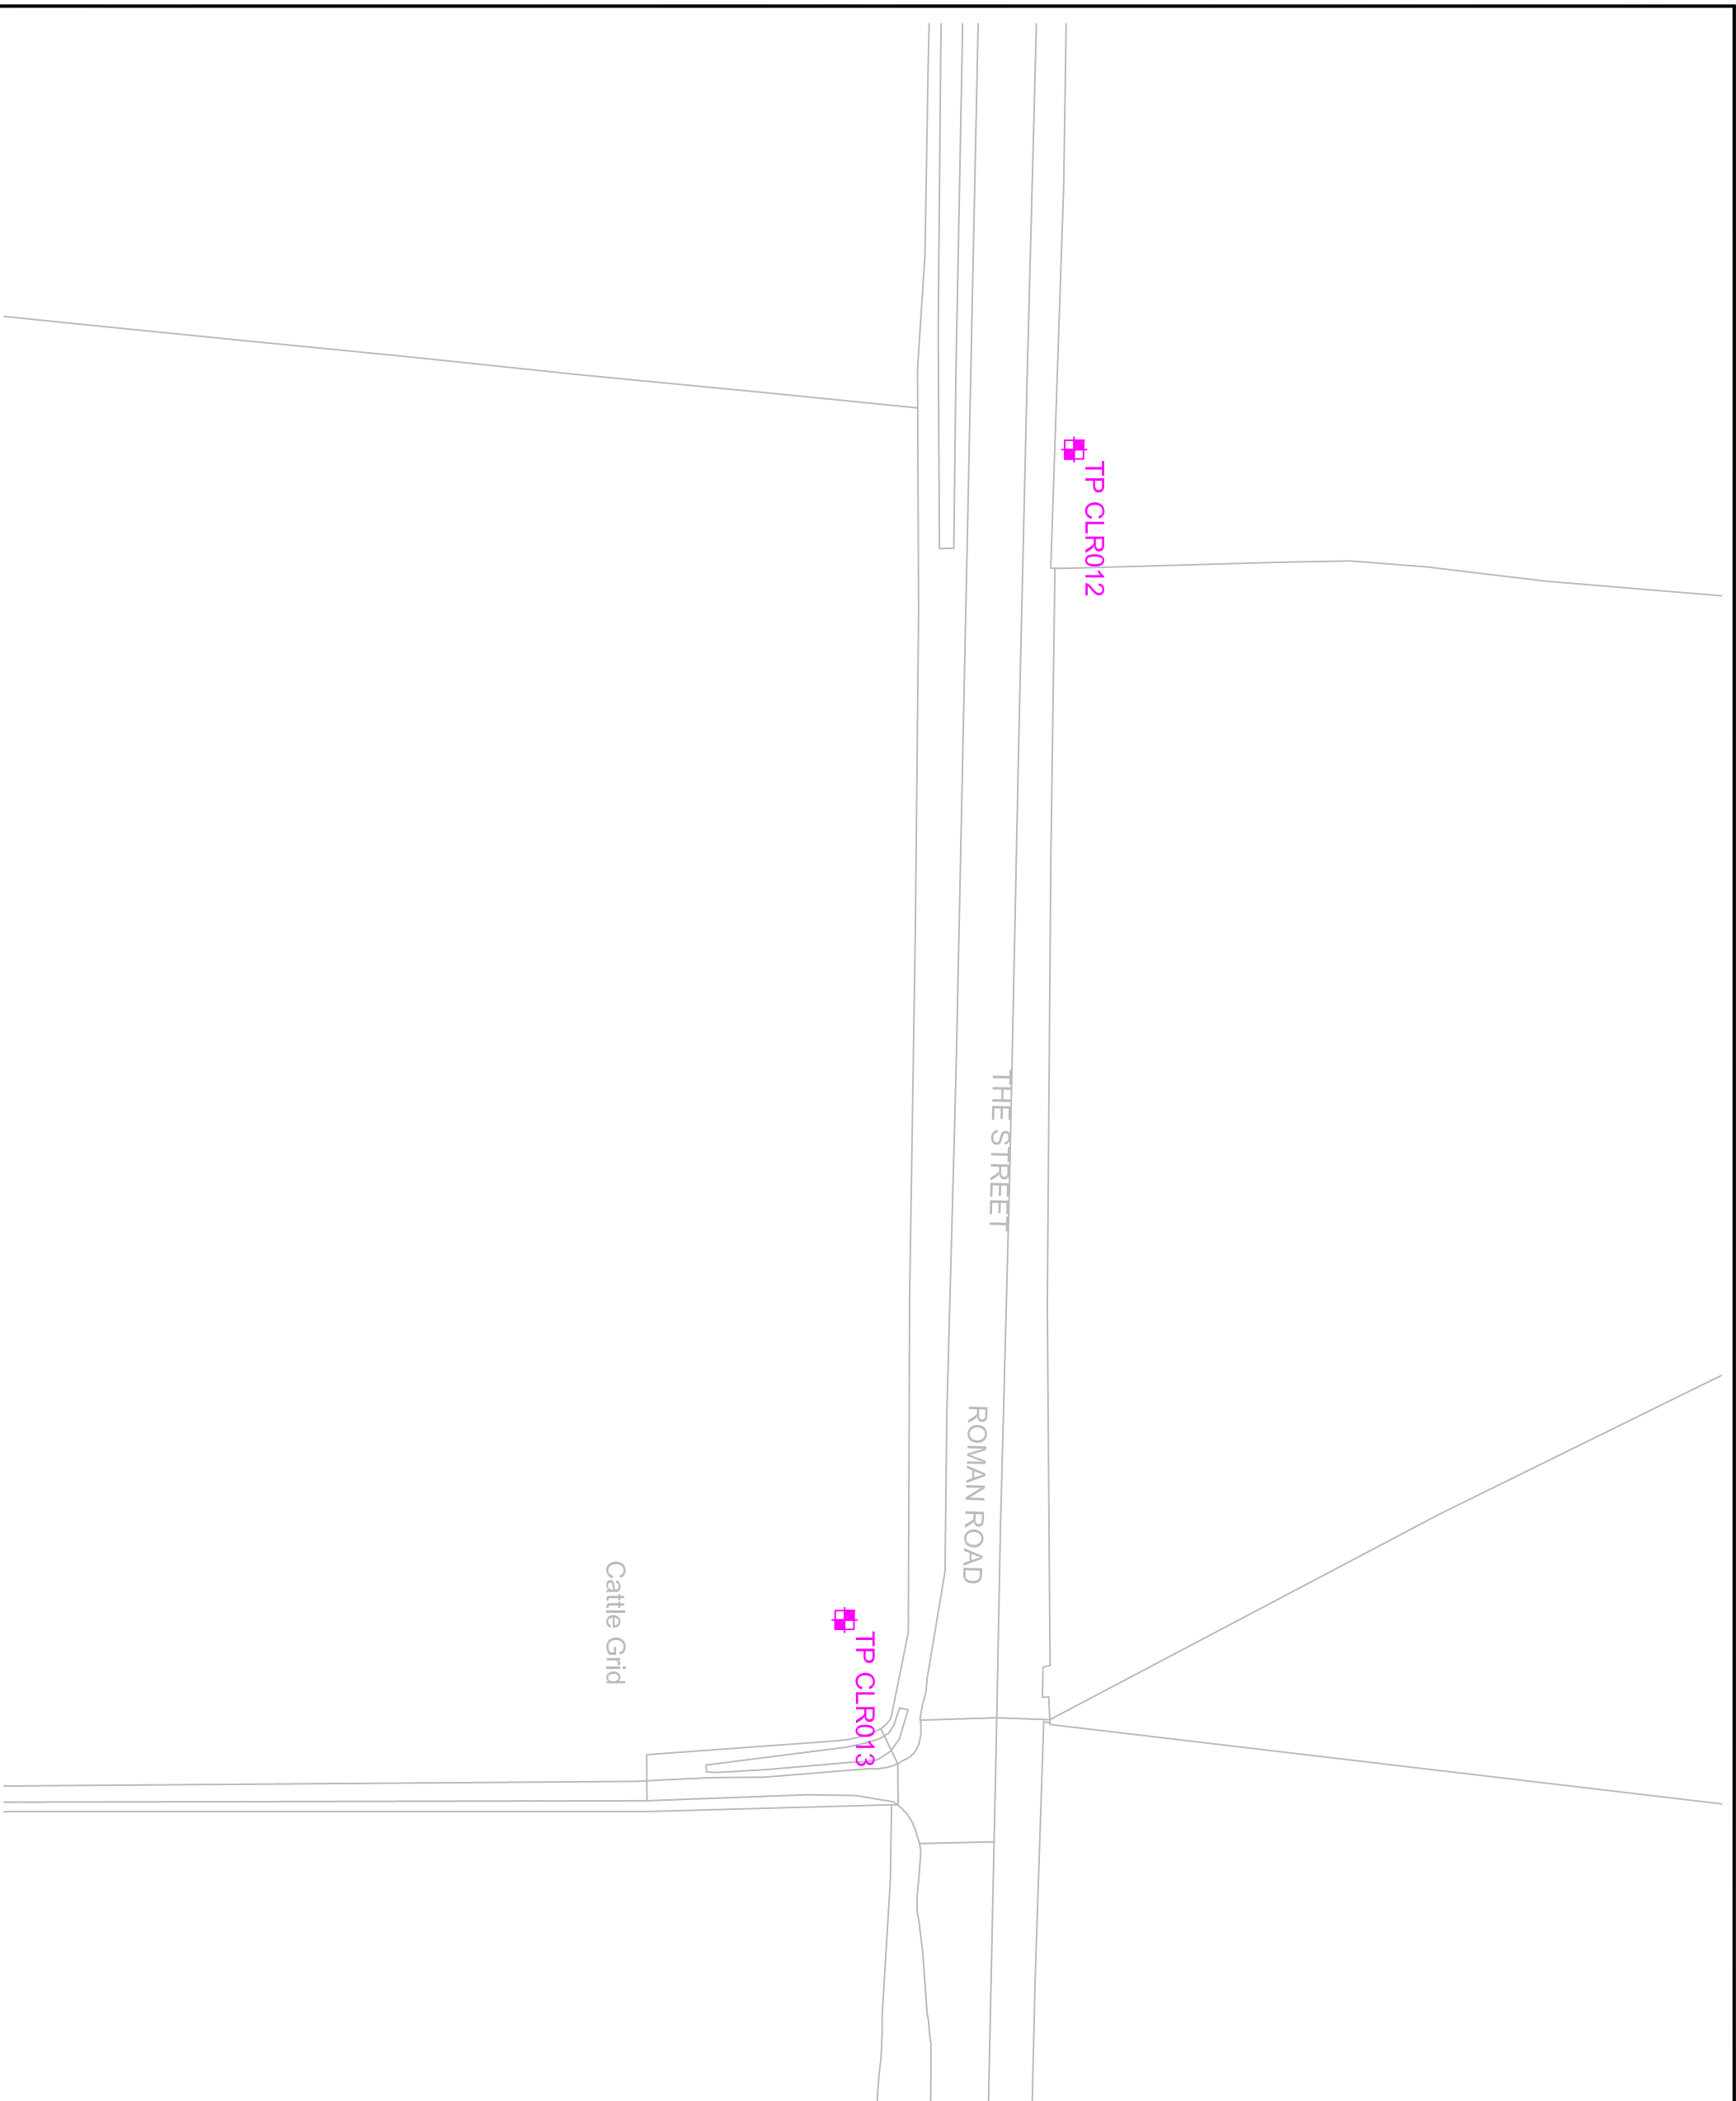 TP CLR012
THE STREET
ROMAN ROAD
Cattle Grid
TP CLR013